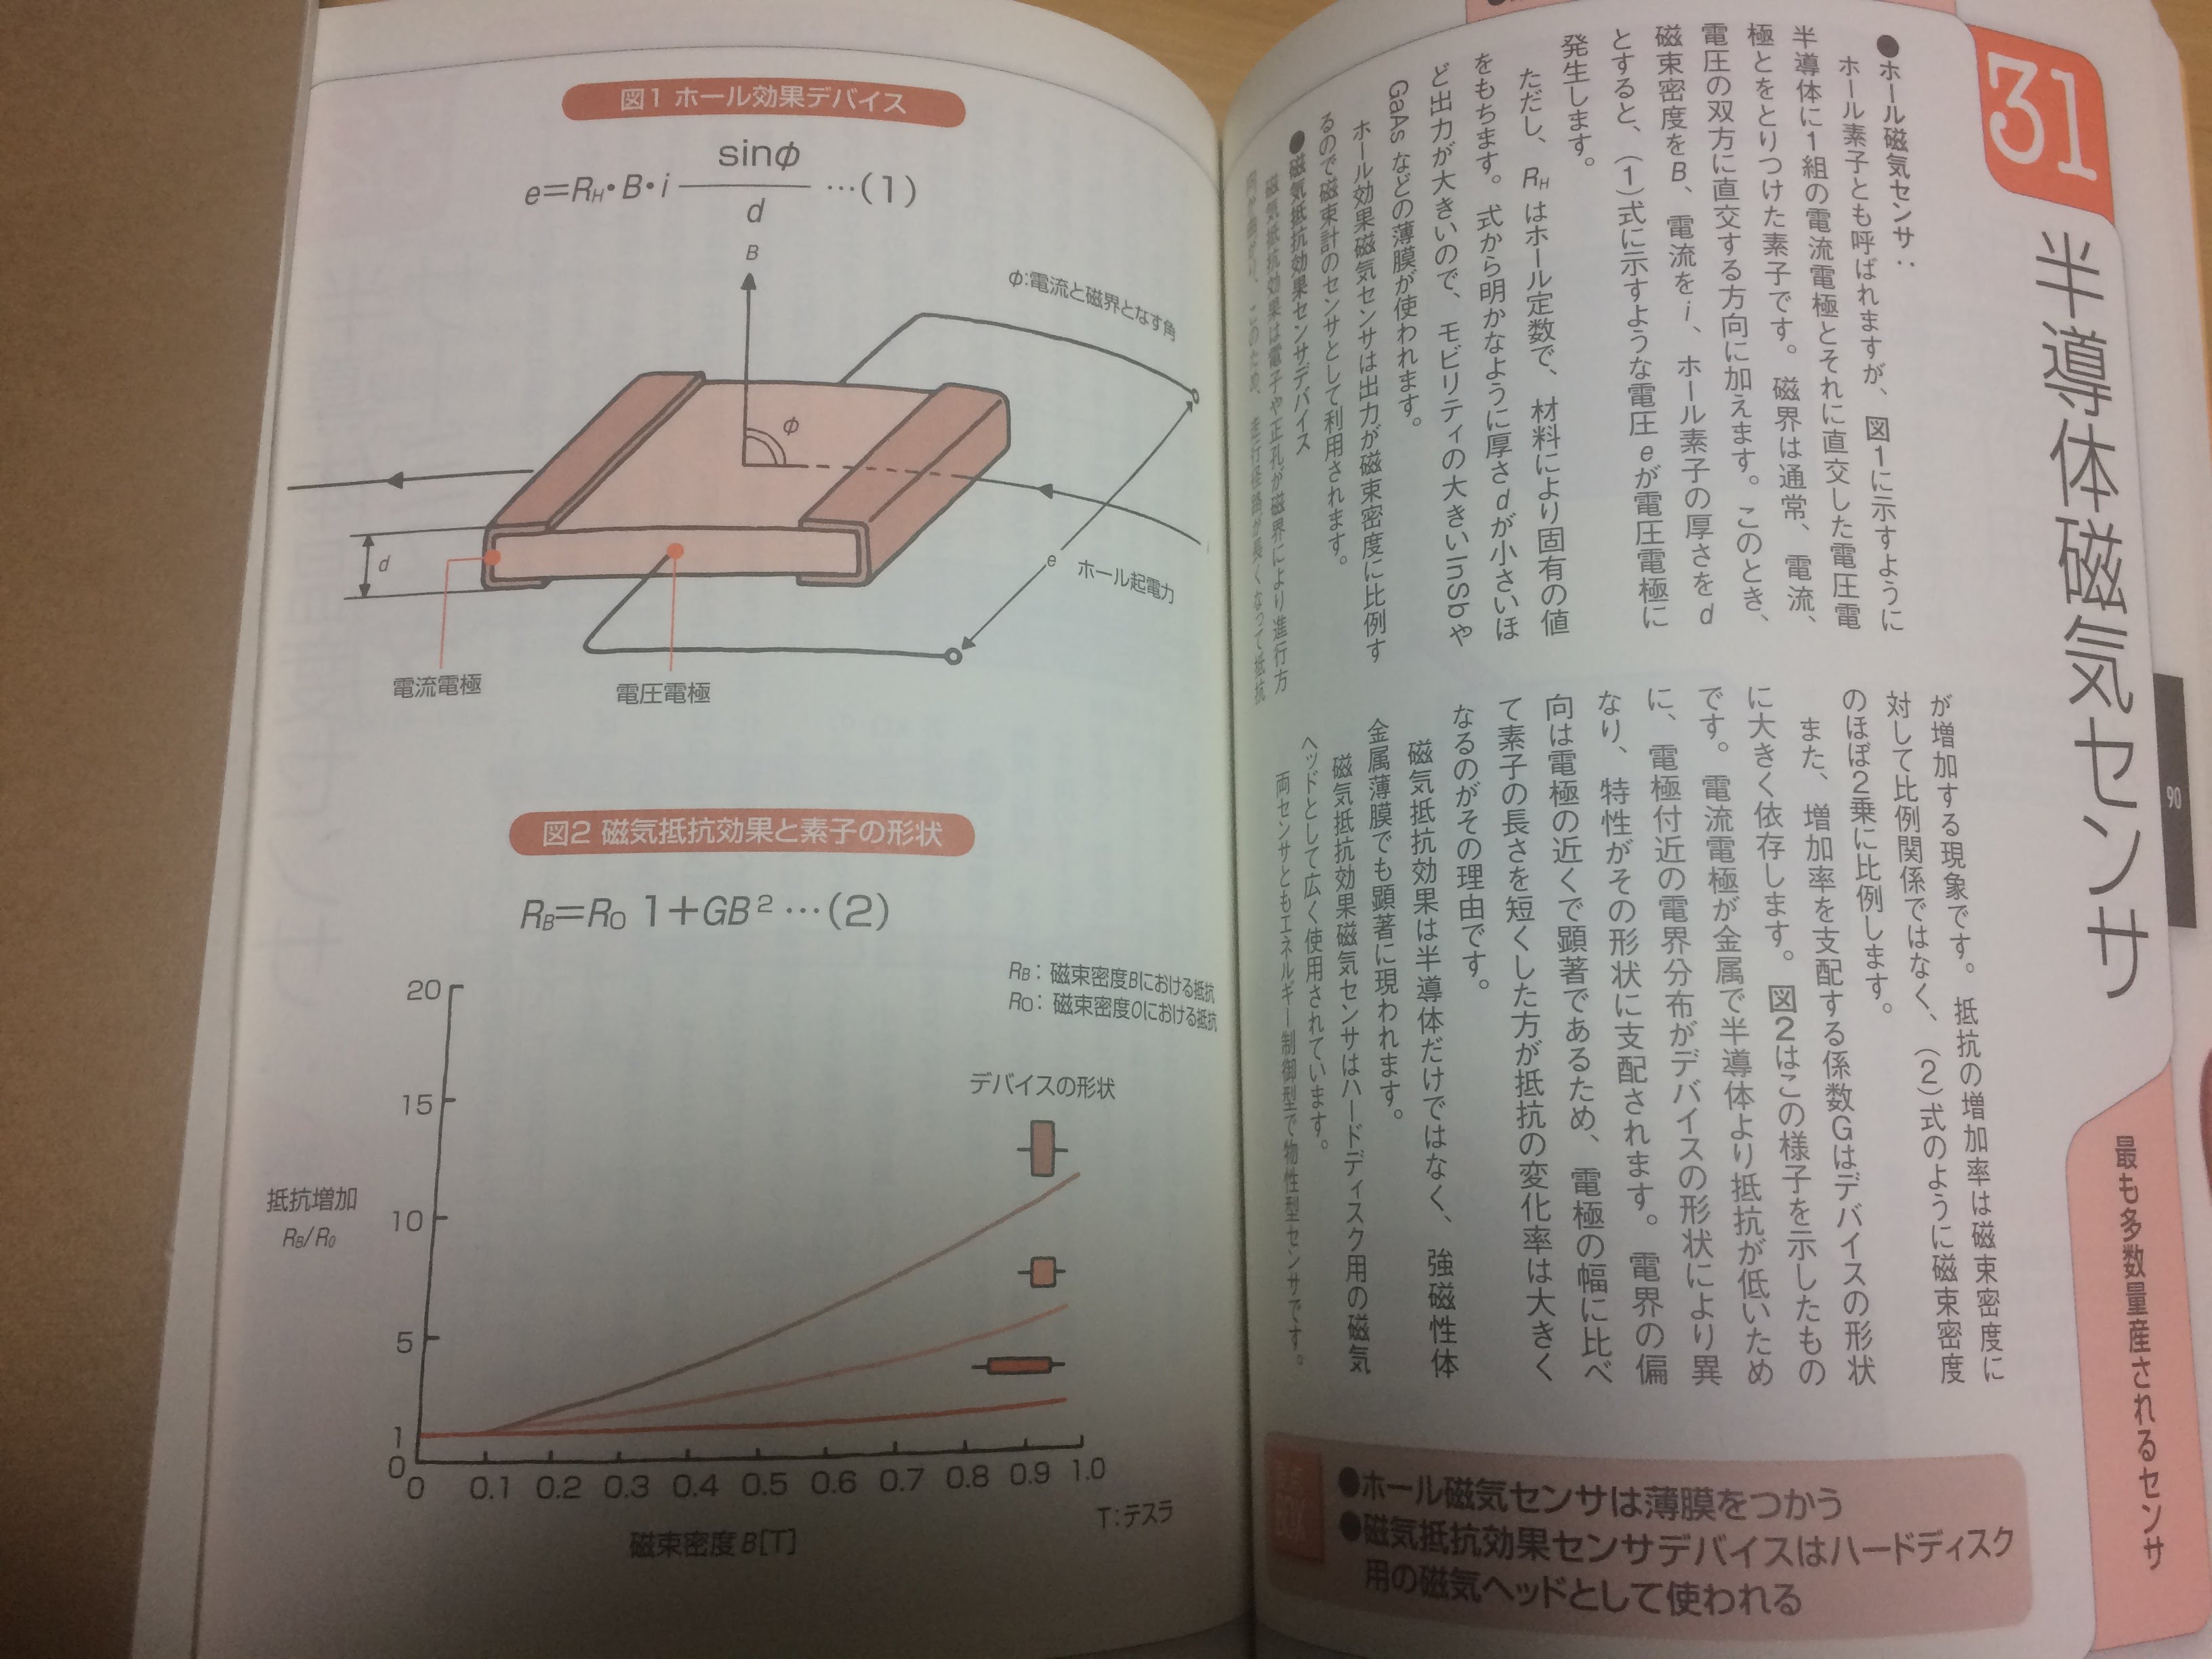 31
半導体磁気センサ
90
最も多数量産されるセンサ
●ホール磁気センサ：
ホール素子とも呼ばれますが、図1に示すように
半導体に1組の電流電極とそれに直交した電圧電
極とをとりつけた素子です。磁界は通常、電流、
電圧の双方に直交する方向に加えます。このとき、
磁束密度をB、電流をi、ホール素子の厚さをd
とすると、(1)式に示すような電圧eが電圧電極に
発生します。
ただし、RHはホール定数で、材料により固有の値
をもちます。式から明かなように厚さdが小さいほ
ど出力が大きいので、モビリティの大きいInSbや
GaAsなどの薄膜が使われます。
ホール効果磁気センサは出力が磁束密度に比例す
るので磁束計のセンサとして利用されます。
●磁気抵抗効果センサデバイス
磁気抵抗効果は電子や正孔が磁界により進行方
このため、走行経路が長くなって抵抗
が増加する現象です。抵抗の増加率は磁束密度に
対して比例関係ではなく、(2)式のように磁束密度
のほぼ2乗に比例します。
また、増加率を支配する係数Gはデバイスの形状
に大きく依存します。図2はこの様子を示したもの
です。電流電極が金属で半導体より抵抗が低いため
に、電極付近の電界分布がデバイスの形状により異
なり、特性がその形状に支配されます。電界の偏
向は電極の近くで顕著であるため、電極の幅に比べ
て素子の長さを短くした方が抵抗の変化率は大きく
なるのがその理由です。
磁気抵抗効果は半導体だけではなく、強磁性体
金属薄膜でも顕著に現われます。
磁気抵抗効果磁気センサはハードディスク用の磁気
ヘッドとして広く使用されています。
両センサともエネルギー制御型で物性型センサです。
BOX
●ホール磁気センサは薄膜をつかう
●磁気抵抗効果センサデバイスはハードディスク
用の磁気ヘッドとして使われる
図1 ホール効果デバイス
e=RH・B・i sinφ/d …(1)
B
φ:電流と磁界となす角
φ
d
e
ホール起電力
電流電極
電圧電極
図2 磁気抵抗効果と素子の形状
RB=RO 1+GB² …(2)
RB：磁束密度Bにおける抵抗
RO：磁束密度Oにおける抵抗
デバイスの形状
20
15
10
5
1
0
抵抗増加
RB/R0
0 0.1 0.2 0.3 0.4 0.5 0.6 0.7 0.8 0.9 1.0
T:テスラ
磁束密度B[T]